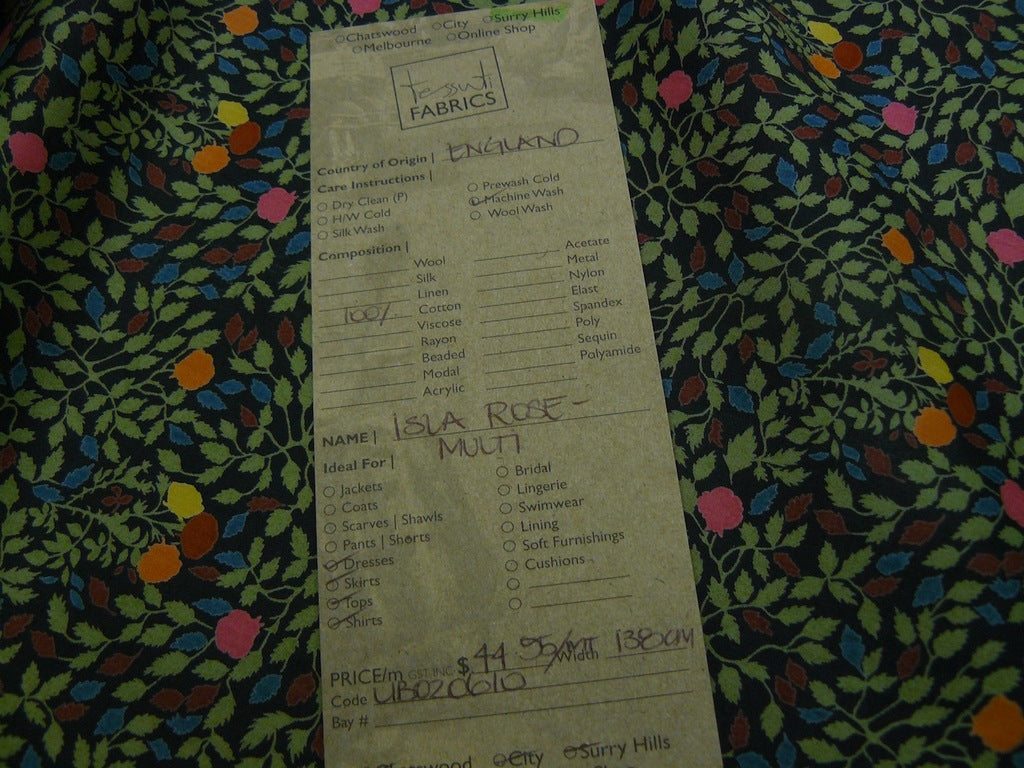 Chatswood City Surry Hills
Melbourne Online Shop
tessuti
FABRICS
Country of Origin | ENGLAND
Care Instructions |
Dry Clean (P) Prewash Cold
H/W Cold Machine Wash
Silk Wash Wool Wash
Composition |
Wool Acetate
Silk Metal
Linen Nylon
100% Cotton Elast
Viscose Spandex
Rayon Poly
Beaded Sequin
Modal Polyamide
Acrylic
NAME | ISLA ROSE -
MULTI
Ideal For |
Jackets Bridal
Coats Lingerie
Scarves | Shawls Swimwear
Pants | Shorts Lining
Dresses Soft Furnishings
Skirts Cushions
Tops
Shirts
PRICE/m GST INC $44 95/MT Width 138cm
Code UB020610
Bay #
Chatswood City Surry Hills